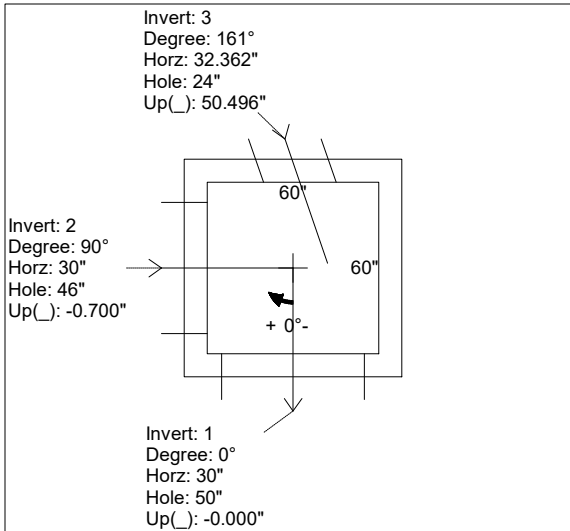 Invert: 3
Degree: 161°
Horz: 32.362"
Hole: 24"
Up(_): 50.496"
60"
Invert: 2
Degree: 90°
Horz: 30"
Hole: 46"
Up(_): -0.700"
60"
+ 0°-
Invert: 1
Degree: 0°
Horz: 30"
Hole: 50"
Up(_): -0.000"